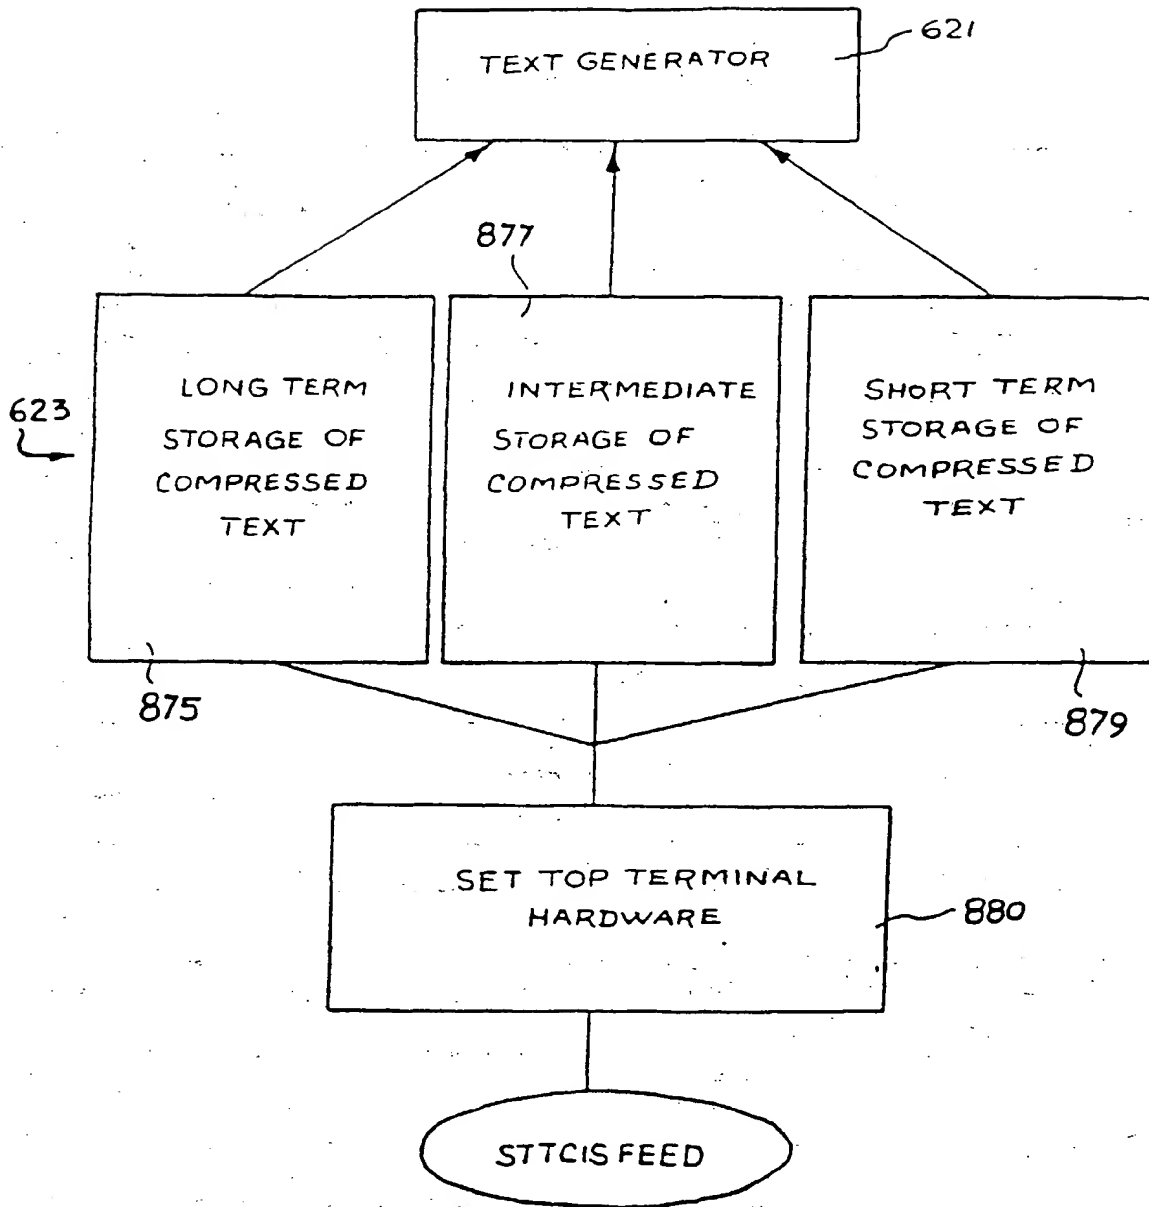 TEXT GENERATOR
621
877
623
LONG TERM
STORAGE OF
COMPRESSED
TEXT
INTERMEDIATE
STORAGE OF
COMPRESSED
TEXT
SHORT TERM
STORAGE OF
COMPRESSED
TEXT
875
879
SET TOP TERMINAL
HARDWARE
880
STTCIS FEED